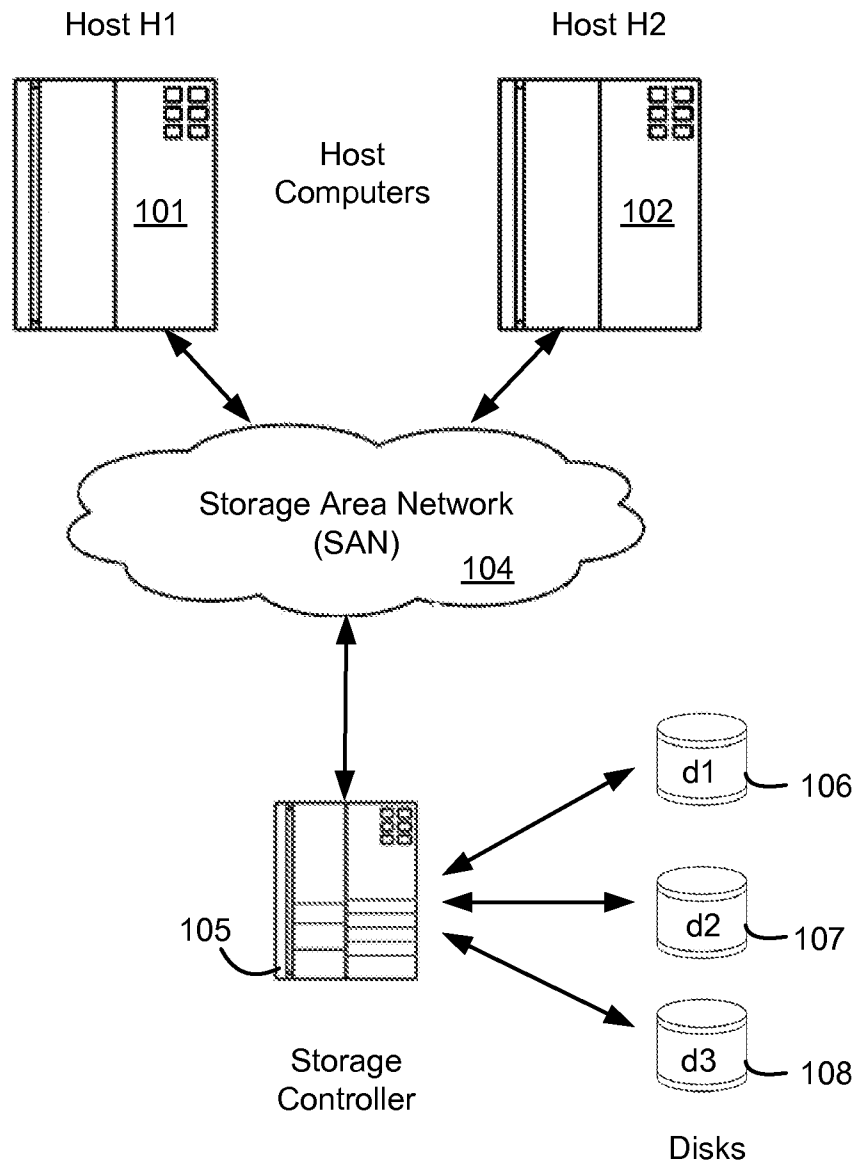 Host H1
Host H2
Host
Computers
101
102
Storage Area Network
(SAN)
104
d1
106
105
d2
107
d3
108
Storage
Controller
Disks